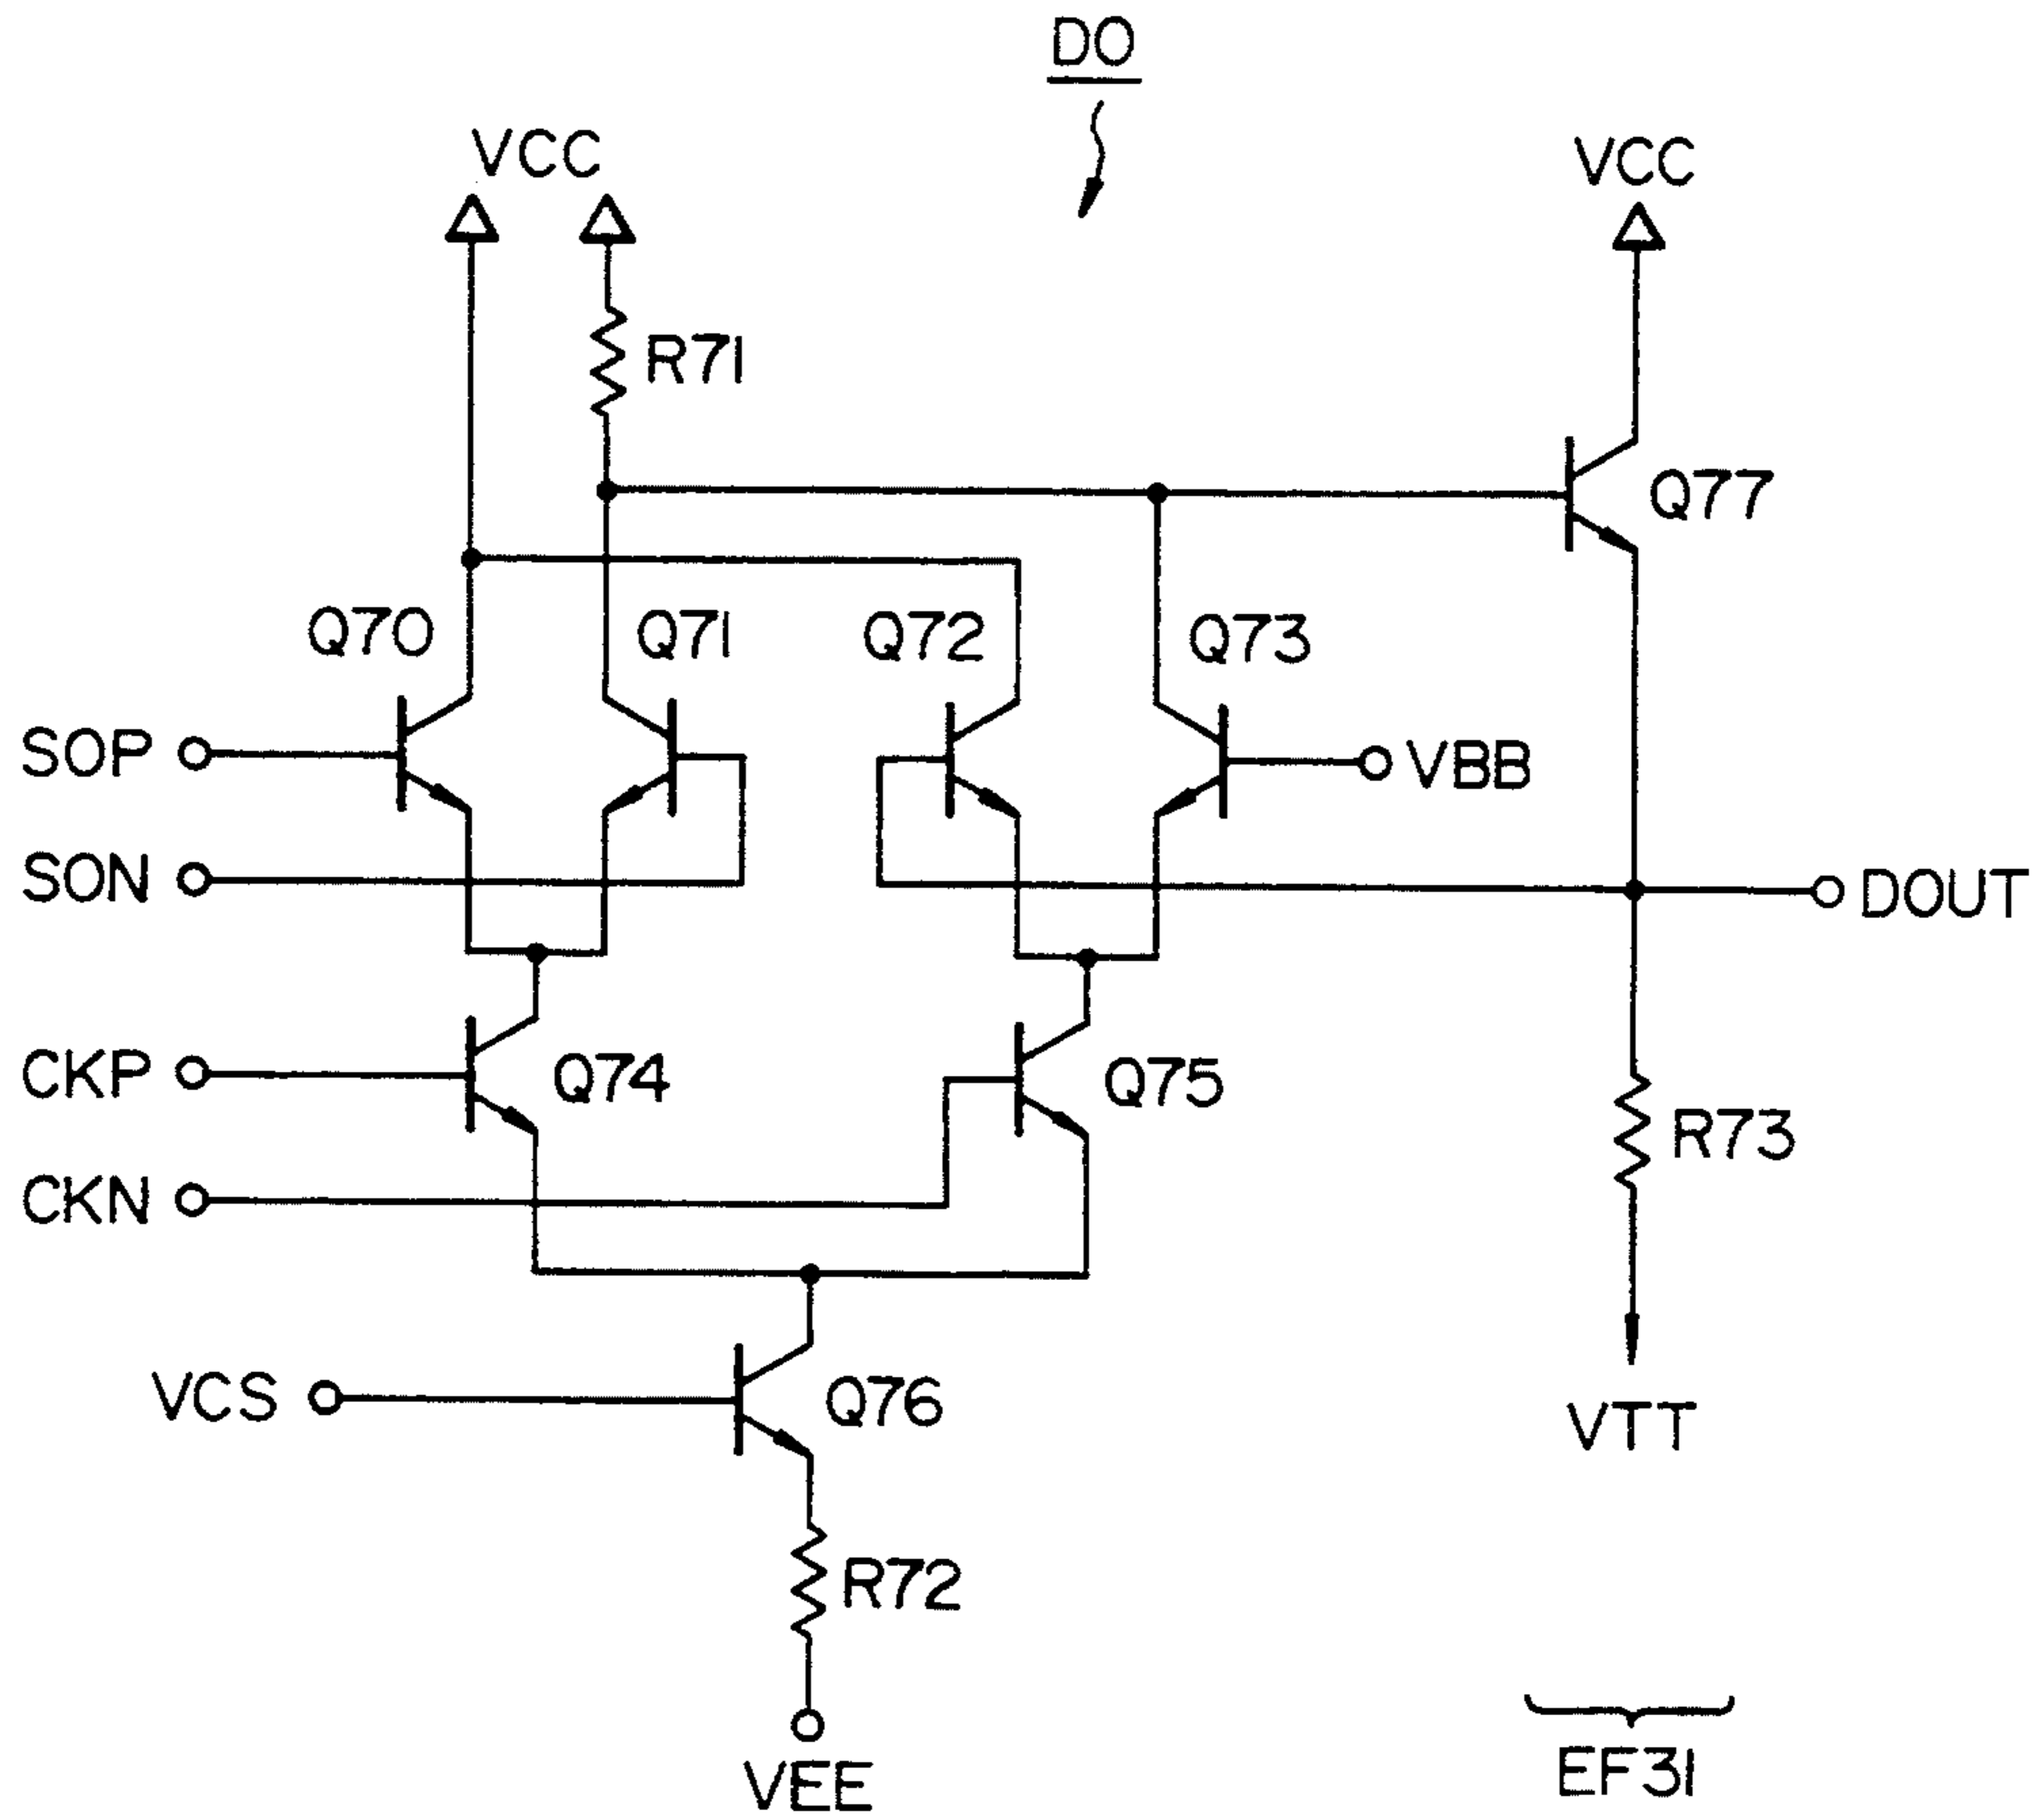 DO
VCC
VCC
R71
Q77
Q70
Q71
Q72
Q73
SOP
VBB
SON
DOUT
CKP
Q74
Q75
R73
CKN
VCS
Q76
VTT
R72
VEE
EF31